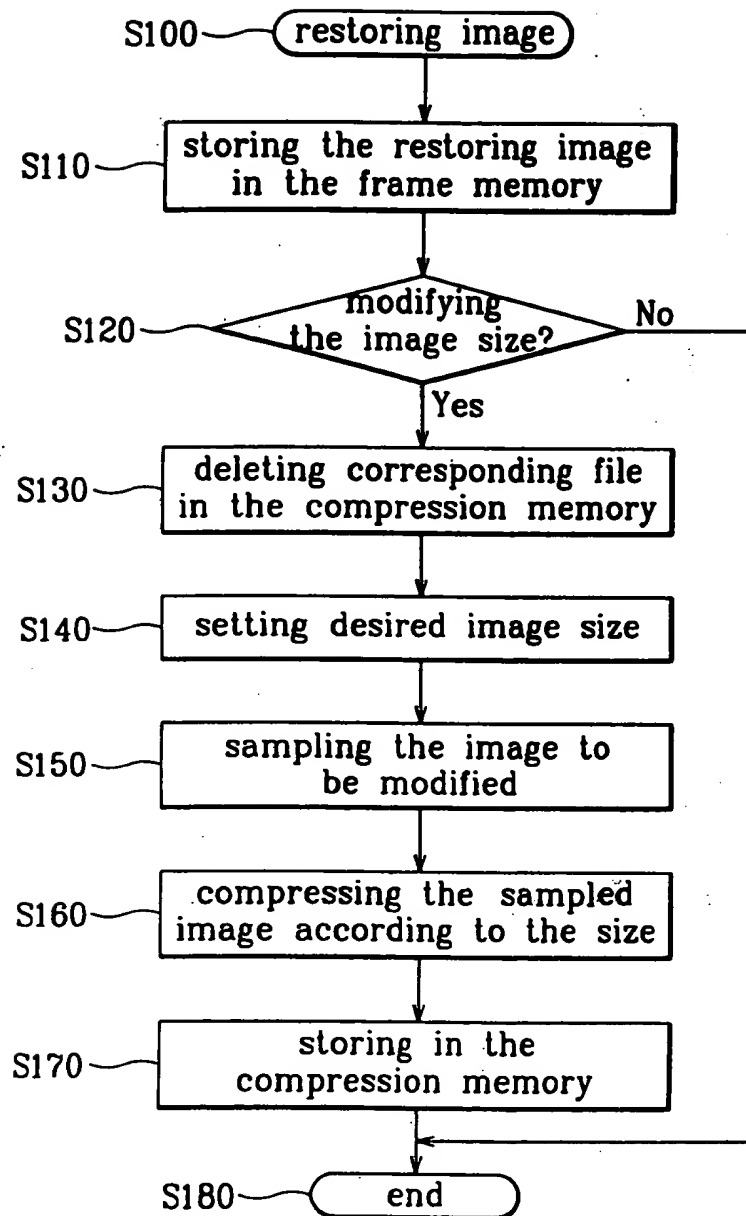 S100
restoring image
S110
storing the restoring image
in the frame memory
S120
modifying
the image size?
No
Yes
S130
deleting corresponding file
in the compression memory
S140
setting desired image size
S150
sampling the image to
be modified
S160
compressing the sampled
image according to the size
S170
storing in the
compression memory
S180
end